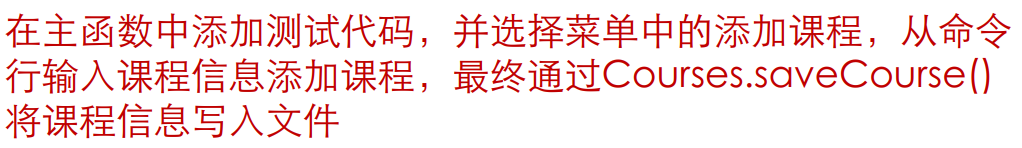 在主函数中添加测试代码，并选择菜单中的添加课程，从命令
行输入课程信息添加课程，最终通过Courses.saveCourse()
将课程信息写入文件